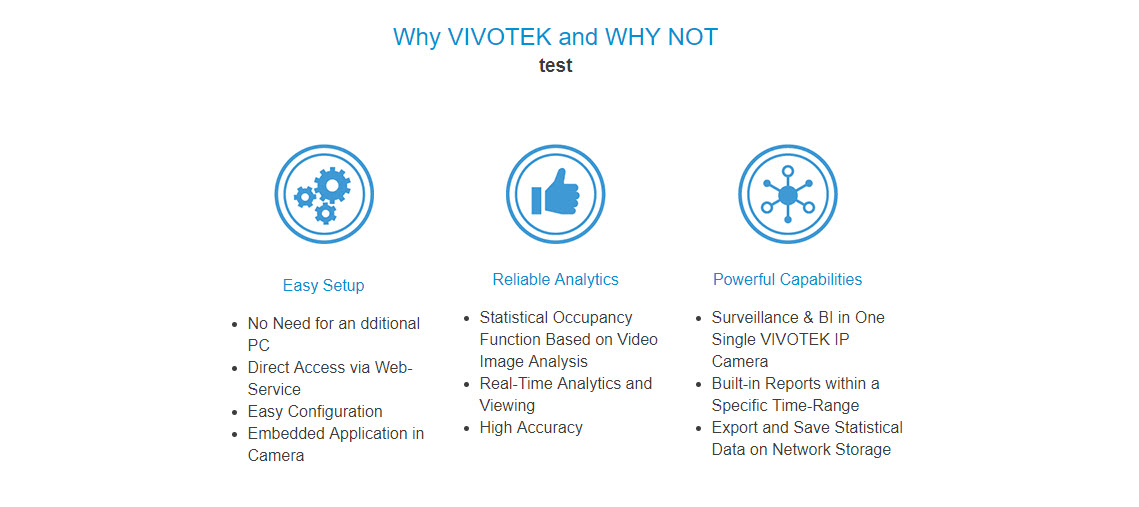 Why VIVOTEK and WHY NOT
test
Easy Setup
No Need for an dditional
PC
Direct Access via Web-
Service
Easy Configuration
Embedded Application in
Camera
Reliable Analytics
Statistical Occupancy
Function Based on Video
Image Analysis
Real-Time Analytics and
Viewing
High Accuracy
Powerful Capabilities
Surveillance & BI in One
Single VIVOTEK IP
Camera
Built-in Reports within a
Specific Time-Range
Export and Save Statistical
Data on Network Storage